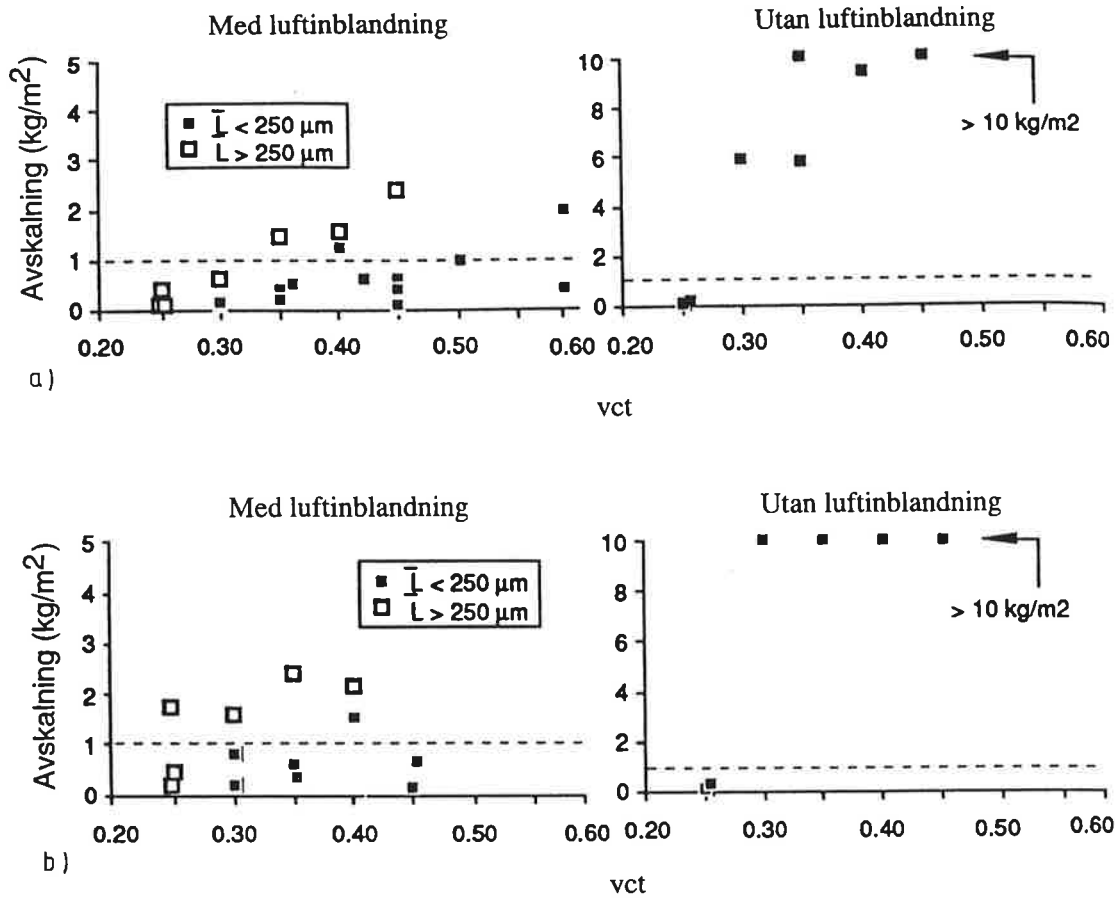 Med luftinblandning
Utan luftinblandning
Avskalning (kg/m2)
5
4
3
2
1
0
L̅ < 250 µm
L > 250 µm
0.20
0.30
0.40
0.50
0.60
10
8
6
4
2
0
> 10 kg/m2
0.20
0.30
0.40
0.50
0.60
a)
vct
Med luftinblandning
Utan luftinblandning
Avskalning (kg/m2)
5
4
3
2
1
0
L̅ < 250 µm
L̅ > 250 µm
0.20
0.30
0.40
0.50
0.60
10
8
6
4
2
0
> 10 kg/m2
0.20
0.30
0.40
0.50
0.60
b)
vct